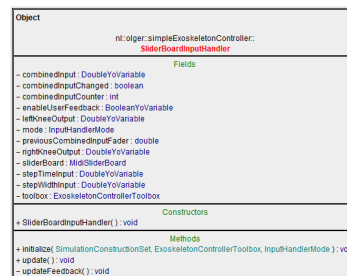 Object
nl::olger::simpleExoskeletonController::
SliderBoardInputHandler
Fields
– combinedInput : DoubleYoVariable
– combinedInputChanged : boolean
– combinedInputCounter : int
– enableUserFeedback : BooleanYoVariable
– leftKneeOutput : DoubleYoVariable
– mode : InputHandlerMode
– previousCombinedInputFader : double
– rightKneeOutput : DoubleYoVariable
– sliderBoard : MidiSliderBoard
– stepTimeInput : DoubleYoVariable
– stepWidthInput : DoubleYoVariable
– toolbox : ExoskeletonControllerToolbox
Constructors
+ SliderBoardInputHandler( ) : void
Methods
+ initialize( SimulationConstructionSet, ExoskeletonControllerToolbox, InputHandlerMode ) : vo
+ update( ) : void
– updateFeedback( ) : void